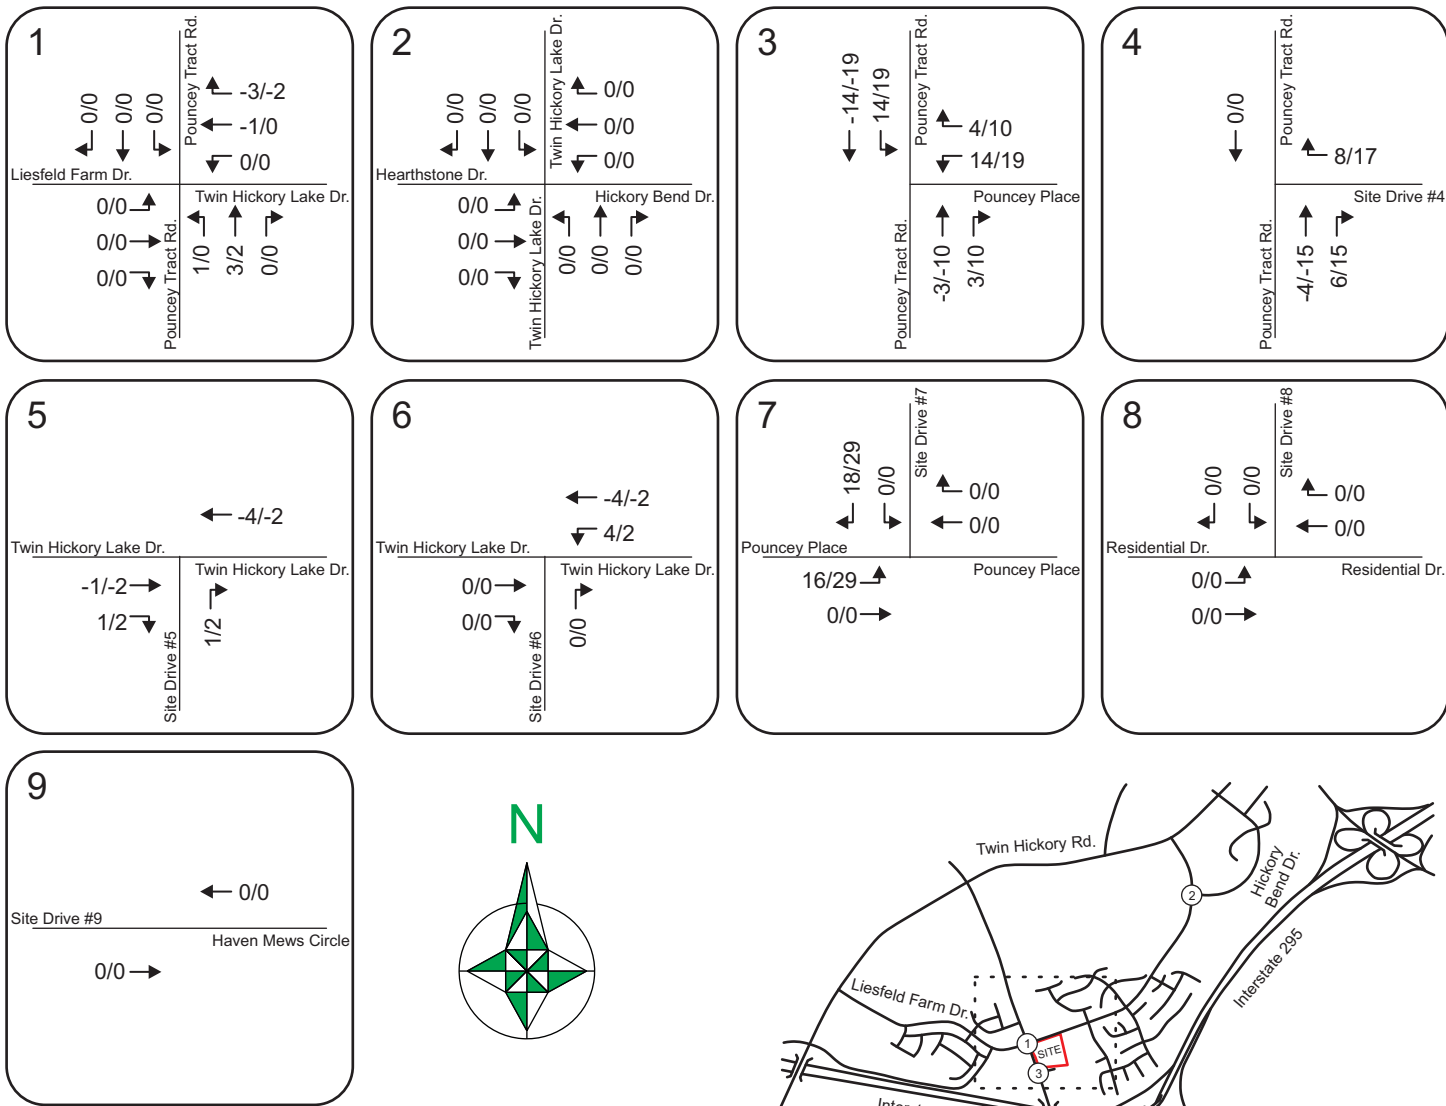 1
Pouncey Tract Rd.
0/0
0/0
0/0
-3/-2
-1/0
0/0
Liesfeld Farm Dr.
Twin Hickory Lake Dr.
0/0
0/0
0/0
Pouncey Tract Rd.
1/0
3/2
0/0
2
Twin Hickory Lake Dr.
0/0
0/0
0/0
0/0
0/0
0/0
Hearthstone Dr.
Hickory Bend Dr.
0/0
0/0
0/0
Twin Hickory Lake Dr.
0/0
0/0
0/0
3
Pouncey Tract Rd.
-14/-19
14/19
4/10
14/19
Pouncey Place
Pouncey Tract Rd.
-3/-10
3/10
4
Pouncey Tract Rd.
0/0
8/17
Site Drive #4
Pouncey Tract Rd.
-4/-15
6/15
5
-4/-2
Twin Hickory Lake Dr.
Twin Hickory Lake Dr.
-1/-2
1/2
Site Drive #5
1/2
6
-4/-2
4/2
Twin Hickory Lake Dr.
Twin Hickory Lake Dr.
0/0
0/0
Site Drive #6
0/0
7
Site Drive #7
18/29
0/0
0/0
0/0
Pouncey Place
Pouncey Place
16/29
0/0
8
Site Drive #8
0/0
0/0
0/0
0/0
Residential Dr.
Residential Dr.
0/0
0/0
9
0/0
Site Drive #9
Haven Mews Circle
0/0
N
Twin Hickory Rd.
Hickory
Bend Dr.
2
Interstate 295
Liesfeld Farm Dr.
1
SITE
3